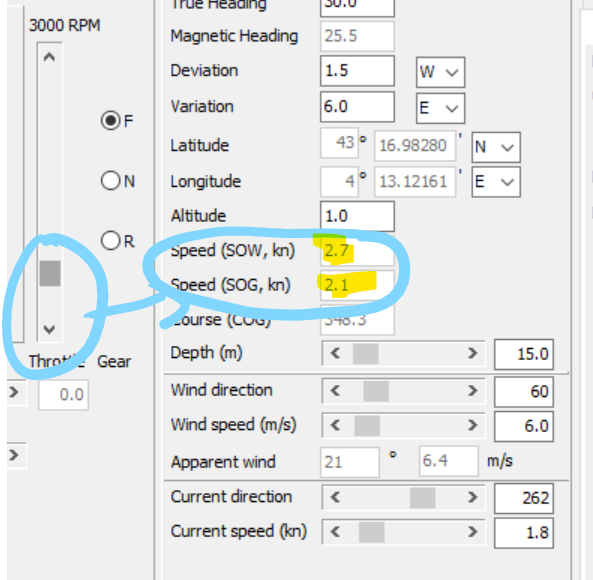 True Heading 30.0
3000 RPM
Magnetic Heading 25.5
Deviation 1.5 W
F
Variation 6.0 E
Latitude 43 ° 16.98280 ' N
N
Longitude 4 ° 13.12161 ' E
Altitude 1.0
R
Speed (SOW, kn) 2.7
Speed (SOG, kn) 2.1
Course (COG) 348.3
Throttle Gear
Depth (m) 15.0
0.0
Wind direction 60
Wind speed (m/s) 6.0
Apparent wind 21 ° 6.4 m/s
Current direction 262
Current speed (kn) 1.8